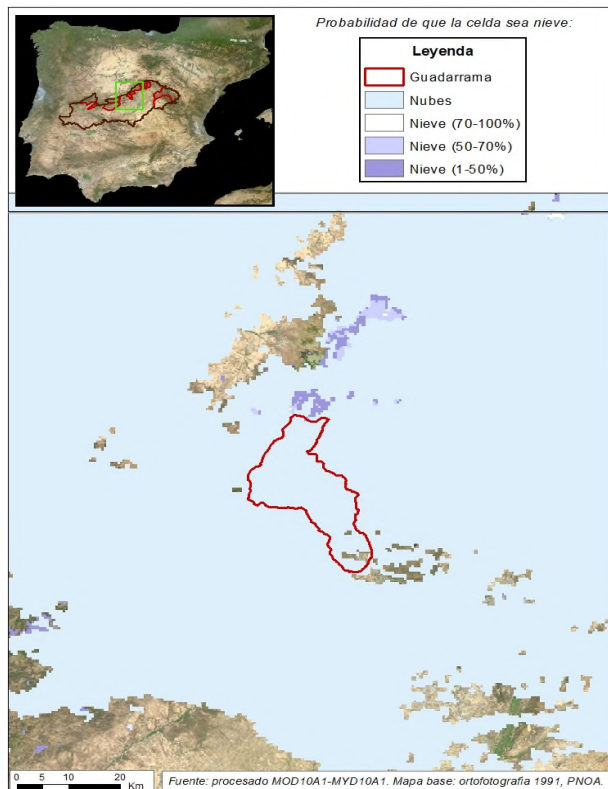 Probabilidad de que la celda sea nieve:
Leyenda
Guadarrama
Nubes
Nieve (70-100%)
Nieve (50-70%)
Nieve (1-50%)
0 5 10 20
Km
Fuente: procesado MOD10A1-MYD10A1. Mapa base: ortofotografía 1991, PNOA.